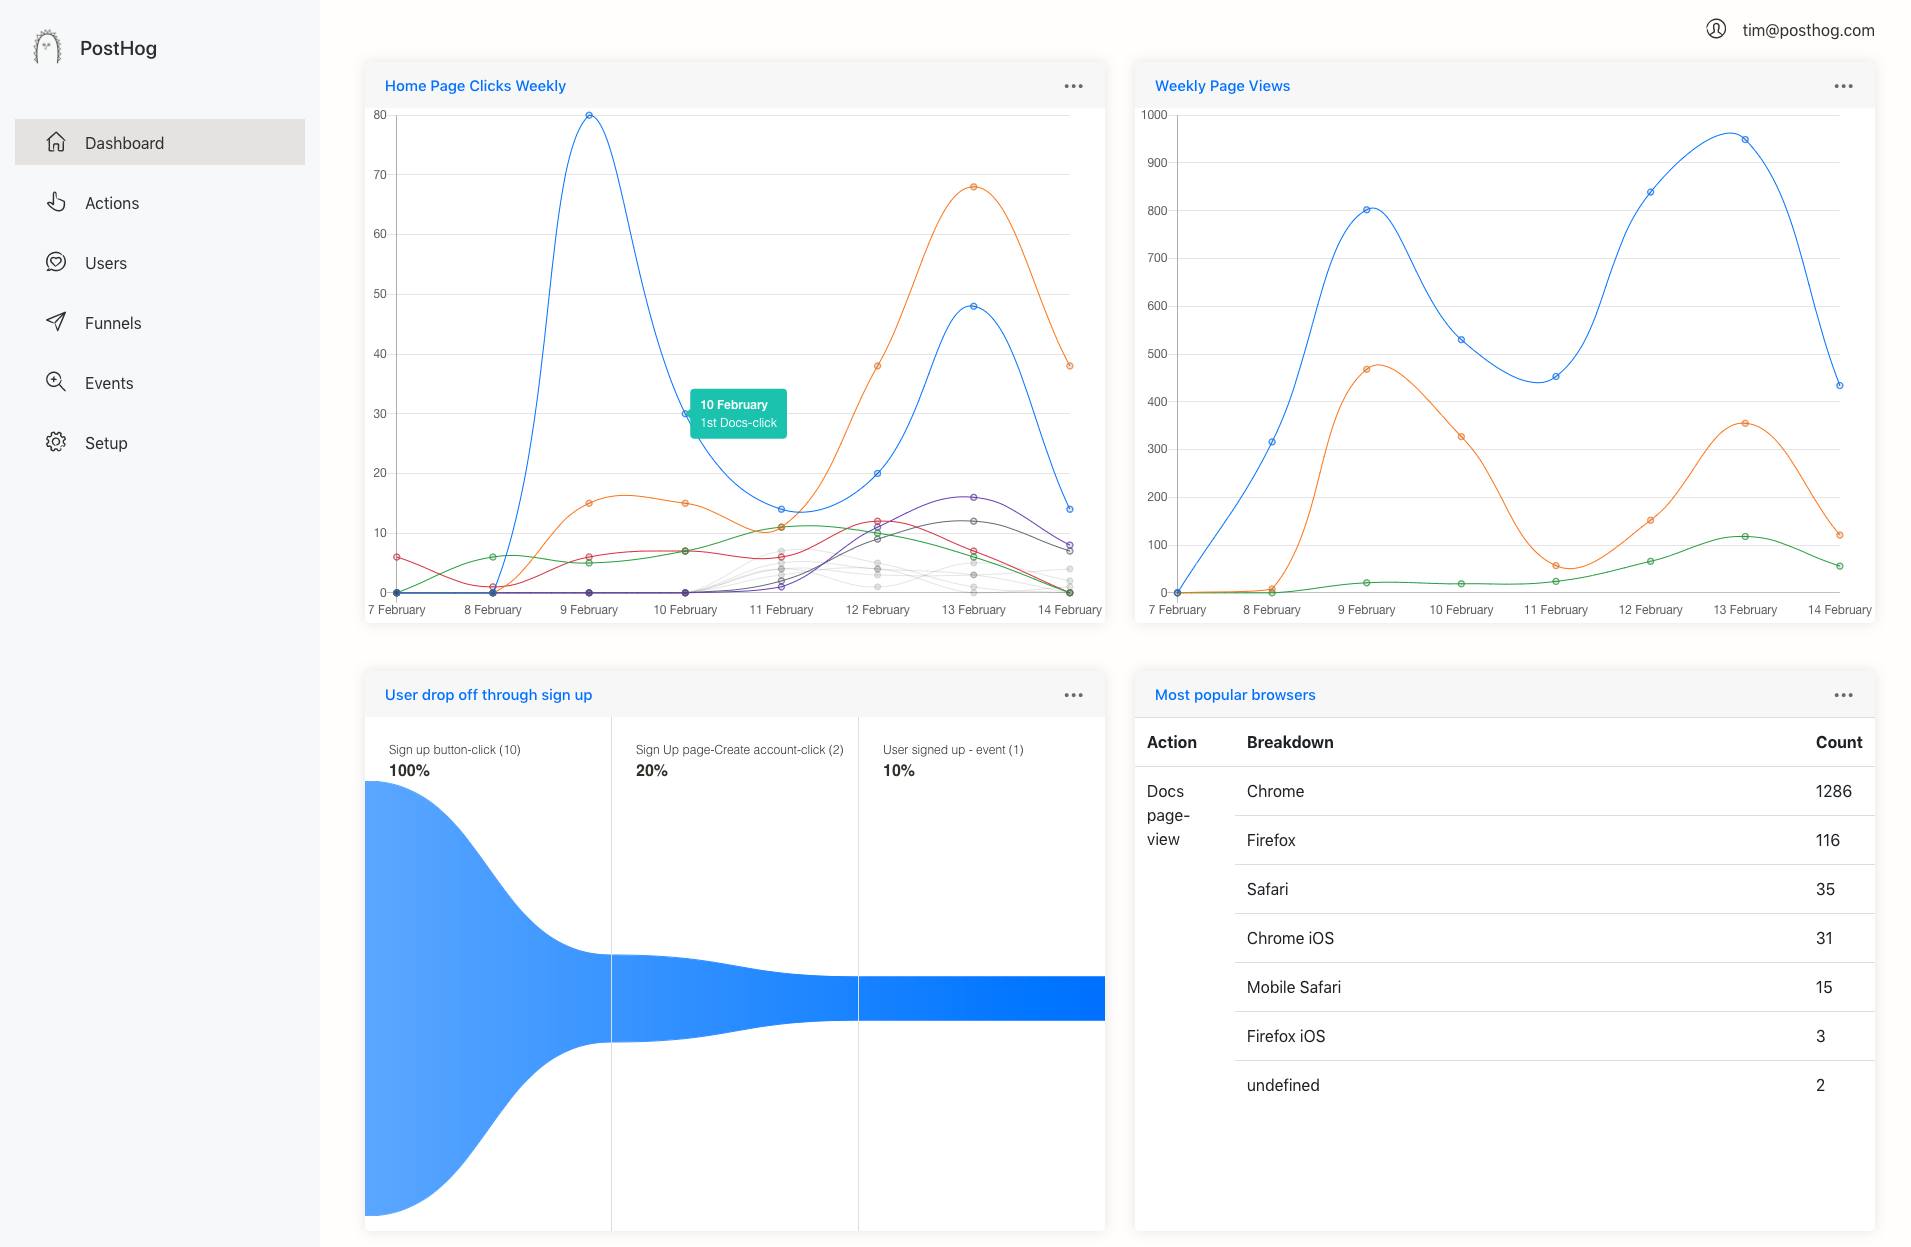 PostHog
tim@posthog.com
Dashboard
Actions
Users
Funnels
Events
Setup
Home Page Clicks Weekly
80
70
60
50
40
30
20
10
0
7 February 8 February 9 February 10 February 11 February 12 February 13 February 14 February
10 February
1st Docs-click
Weekly Page Views
1000
900
800
700
600
500
400
300
200
100
0
7 February 8 February 9 February 10 February 11 February 12 February 13 February 14 February
User drop off through sign up
Sign up button-click (10)
100%
Sign Up page-Create account-click (2)
20%
User signed up - event (1)
10%
Most popular browsers
Action Breakdown Count
Docs
page-
view
Chrome 1286
Firefox 116
Safari 35
Chrome iOS 31
Mobile Safari 15
Firefox iOS 3
undefined 2